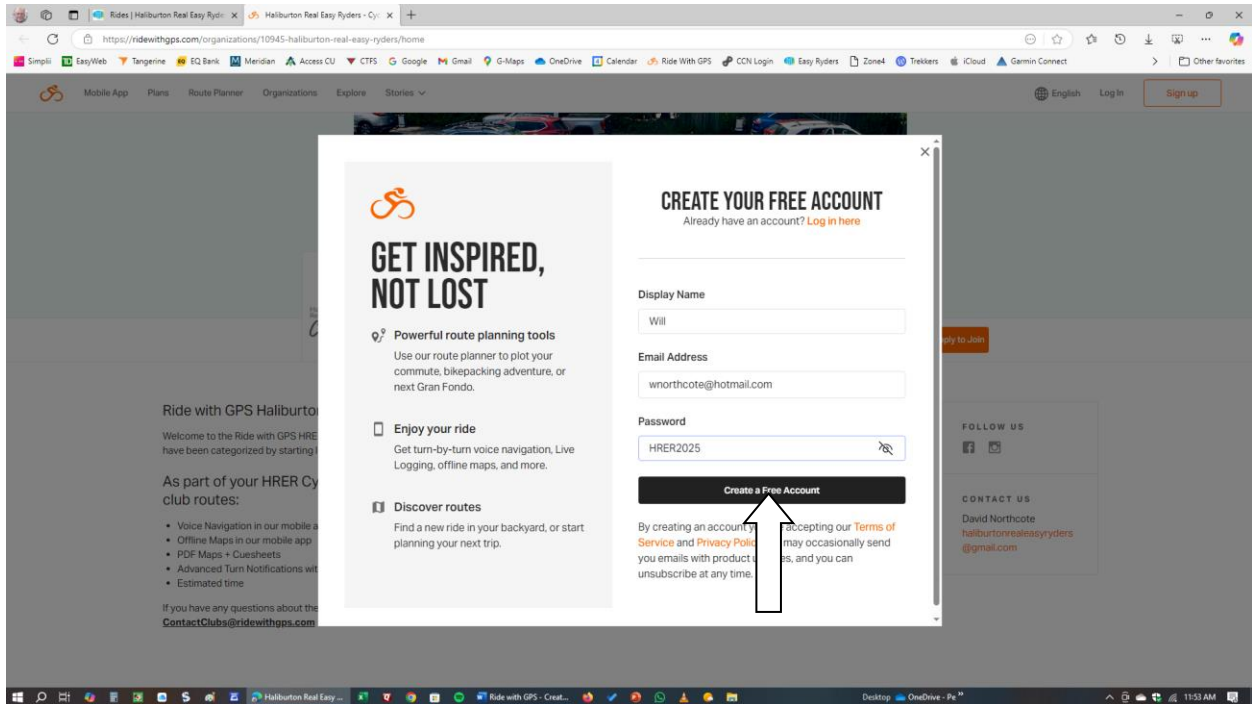 Rides | Haliburton Real Easy Ryde
Haliburton Real Easy Ryders - Cyc
https://ridewithgps.com/organizations/10945-haliburton-real-easy-ryders/home
Simplii EasyWeb Tangerine EQ Bank Meridian Access CU CTFS Google Gmail G-Maps OneDrive Calendar Ride With GPS CCN Login Easy Ryders Zone4 Trekkers iCloud Garmin Connect Other favorites
Mobile App Plans Route Planner Organizations Explore Stories English Log In Sign up
GET INSPIRED,
NOT LOST
Powerful route planning tools
Use our route planner to plot your
commute, bikepacking adventure, or
next Gran Fondo.
Enjoy your ride
Get turn-by-turn voice navigation, Live
Logging, offline maps, and more.
Discover routes
Find a new ride in your backyard, or start
planning your next trip.
CREATE YOUR FREE ACCOUNT
Already have an account? Log in here
Display Name
Will
Email Address
wnorthcote@hotmail.com
Password
HRER2025
Create a Free Account
By creating an account y accepting our Terms of
Service and Privacy Polic may occasionally send
you emails with product u es, and you can
unsubscribe at any time.
ply to Join
Ride with GPS Haliburto
Welcome to the Ride with GPS HRE
have been categorized by starting l
As part of your HRER Cy
club routes:
• Voice Navigation in our mobile a
• Offline Maps in our mobile app
• PDF Maps + Cuesheets
• Advanced Turn Notifications wit
• Estimated time
If you have any questions about the
ContactClubs@ridewithgps.com
FOLLOW US
CONTACT US
David Northcote
haliburtonrealeasyryders
@gmail.com
Haliburton Real Easy ... Ride with GPS - Creat... Desktop OneDrive - Pe 11:53 AM